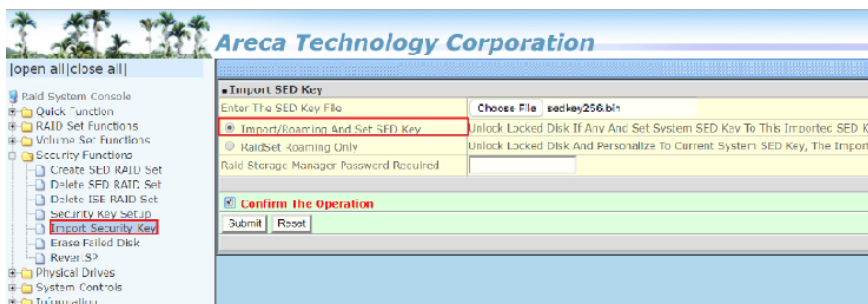 Areca Technology Corporation
|open all|close all|
Raid System Console
Quick Function
RAID Set Functions
Volume Set Functions
Security Functions
Create SED RAID Set
Delete SED RAID Set
Delete ISE RAID Set
Security Key Setup
Import Security Key
Erase Failed Disk
RevertSP
Physical Drives
System Controls
Information
Import SED Key
Enter The SED Key File
Choose File sedkey256.bin
Import/Roaming And Set SED Key
Unlock Locked Disk If Any And Set System SED Key To This Imported SED K
RaidSet Roaming Only
Unlock Locked Disk And Personalize To Current System SED Key, The Import
Raid Storage Manager Password Required
Confirm The Operation
Submit Reset